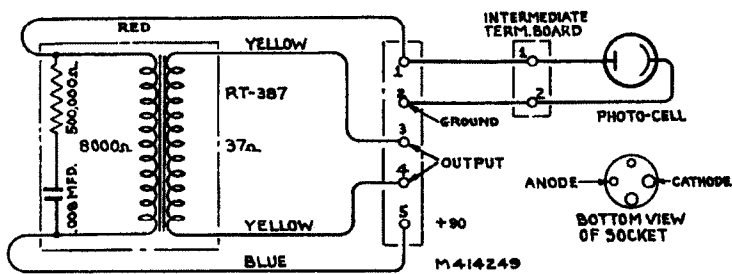 RED
INTERMEDIATE
TERM. BOARD
YELLOW
1
1
500,000Ω
RT-387
2
2
GROUND
PHOTO-CELL
8000Ω
37Ω
3
OUTPUT
4
ANODE
CATHODE
.008 MFD.
5
+90
BOTTOM VIEW
OF SOCKET
YELLOW
BLUE
M414249